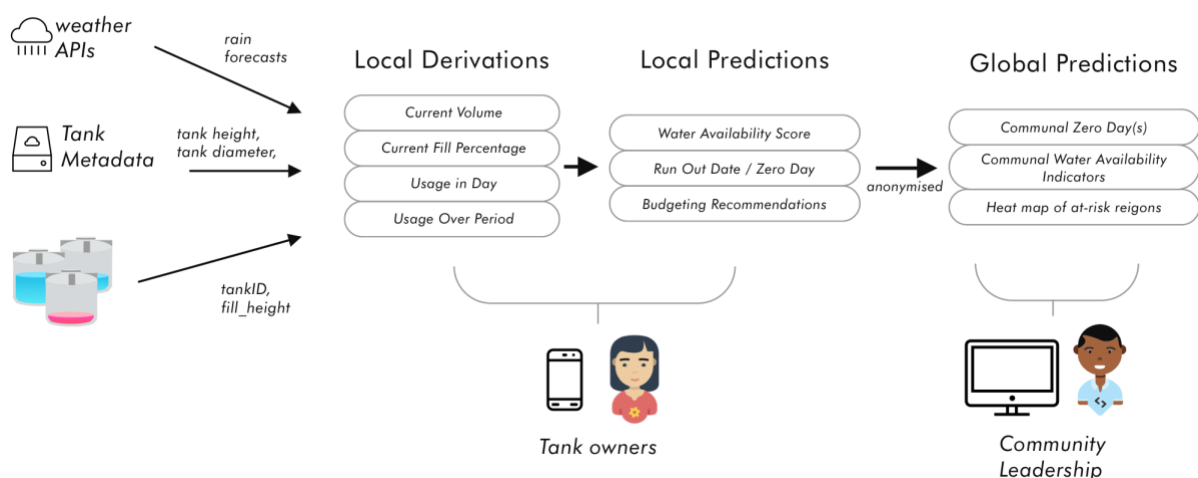 weather
APIs
rain
forecasts
Tank
Metadata
tank height,
tank diameter,
tankID,
fill_height
Local Derivations
Current Volume
Current Fill Percentage
Usage in Day
Usage Over Period
Local Predictions
Water Availability Score
Run Out Date / Zero Day
Budgeting Recommendations
anonymised
Global Predictions
Communal Zero Day(s)
Communal Water Availability
Indicators
Heat map of at-risk reigons
Tank owners
Community
Leadership